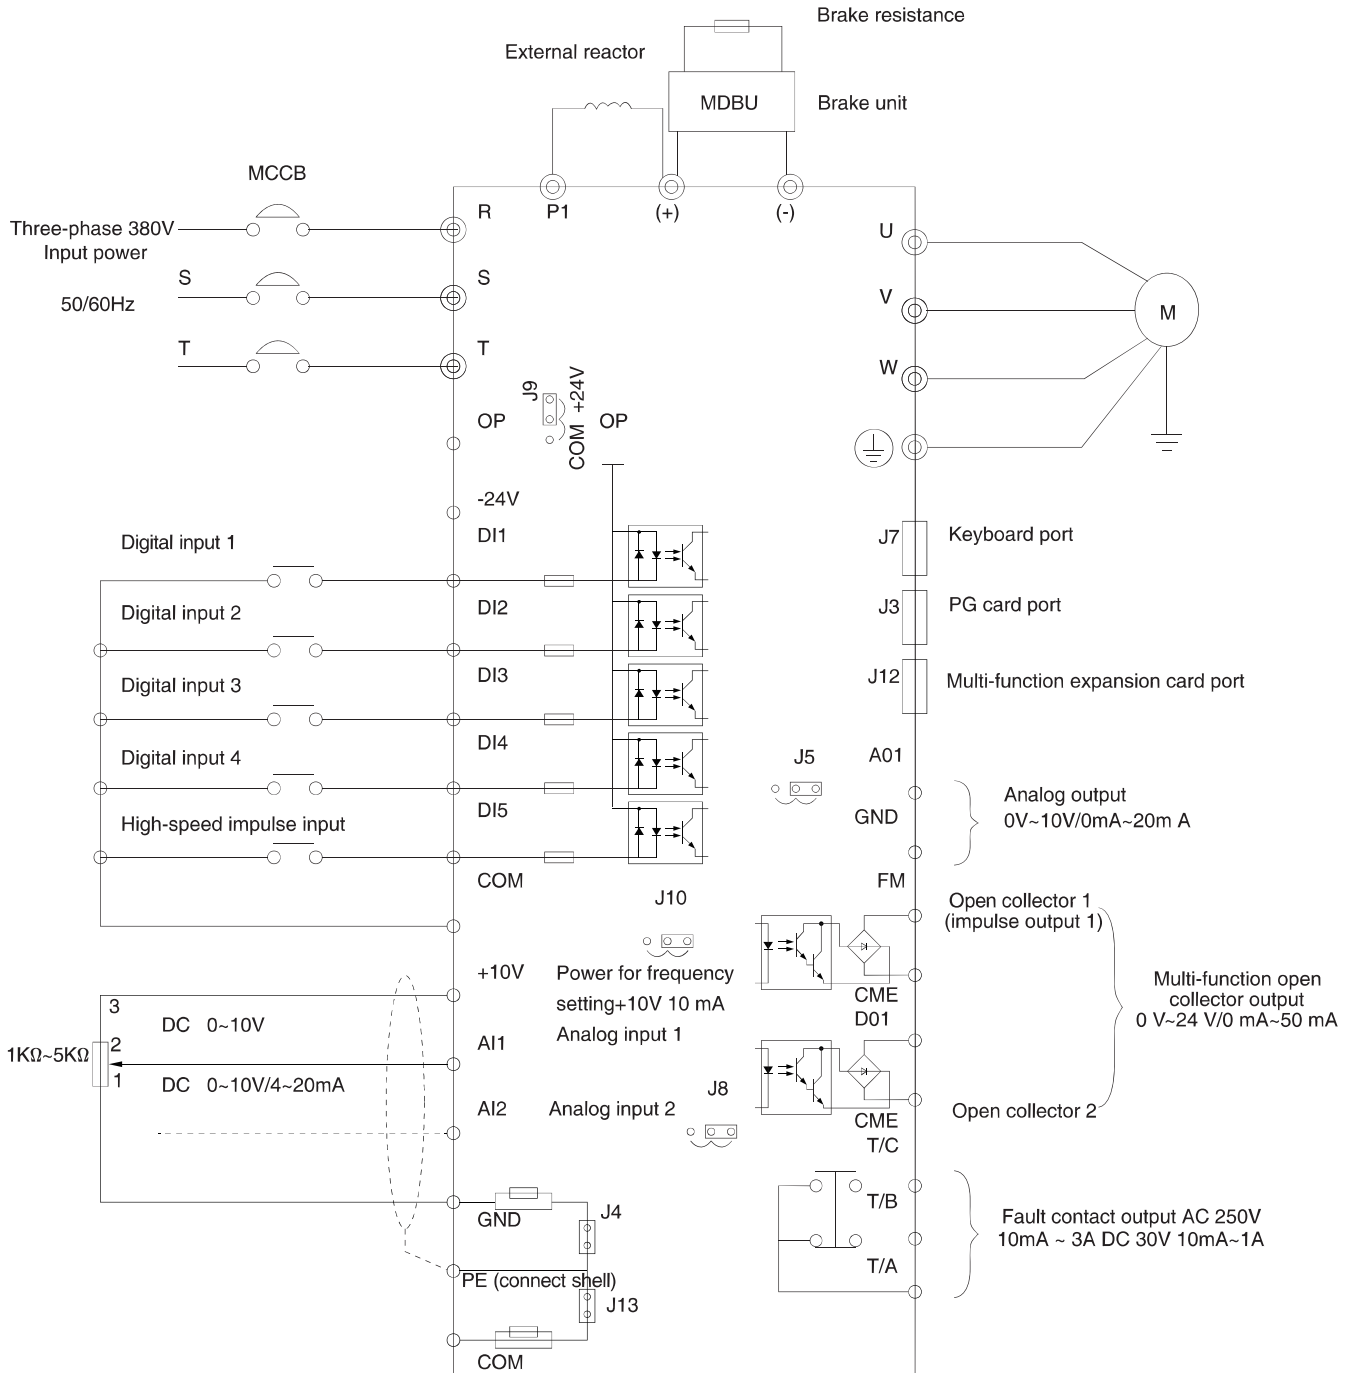 Brake resistance
External reactor
MDBU
Brake unit
MCCB
P1
(+)
(-)
Three-phase 380V
Input power
R
S
S
50/60Hz
T
T
U
V
W
M
J9
COM +24V
OP
OP
-24V
Digital input 1
DI1
Digital input 2
DI2
Digital input 3
DI3
Digital input 4
DI4
High-speed impulse input
DI5
COM
J7
Keyboard port
J3
PG card port
J12
Multi-function expansion card port
J5
A01
GND
Analog output
0V~10V/0mA~20m A
FM
J10
Open collector 1
(impulse output 1)
CME
D01
Multi-function open
collector output
0 V~24 V/0 mA~50 mA
+10V
Power for frequency
setting+10V 10 mA
3
DC 0~10V
1KΩ~5KΩ
2
1
AI1
Analog input 1
DC 0~10V/4~20mA
J8
AI2
Analog input 2
Open collector 2
CME
T/C
T/B
T/A
Fault contact output AC 250V
10mA ~ 3A DC 30V 10mA~1A
GND
J4
PE (connect shell)
J13
COM